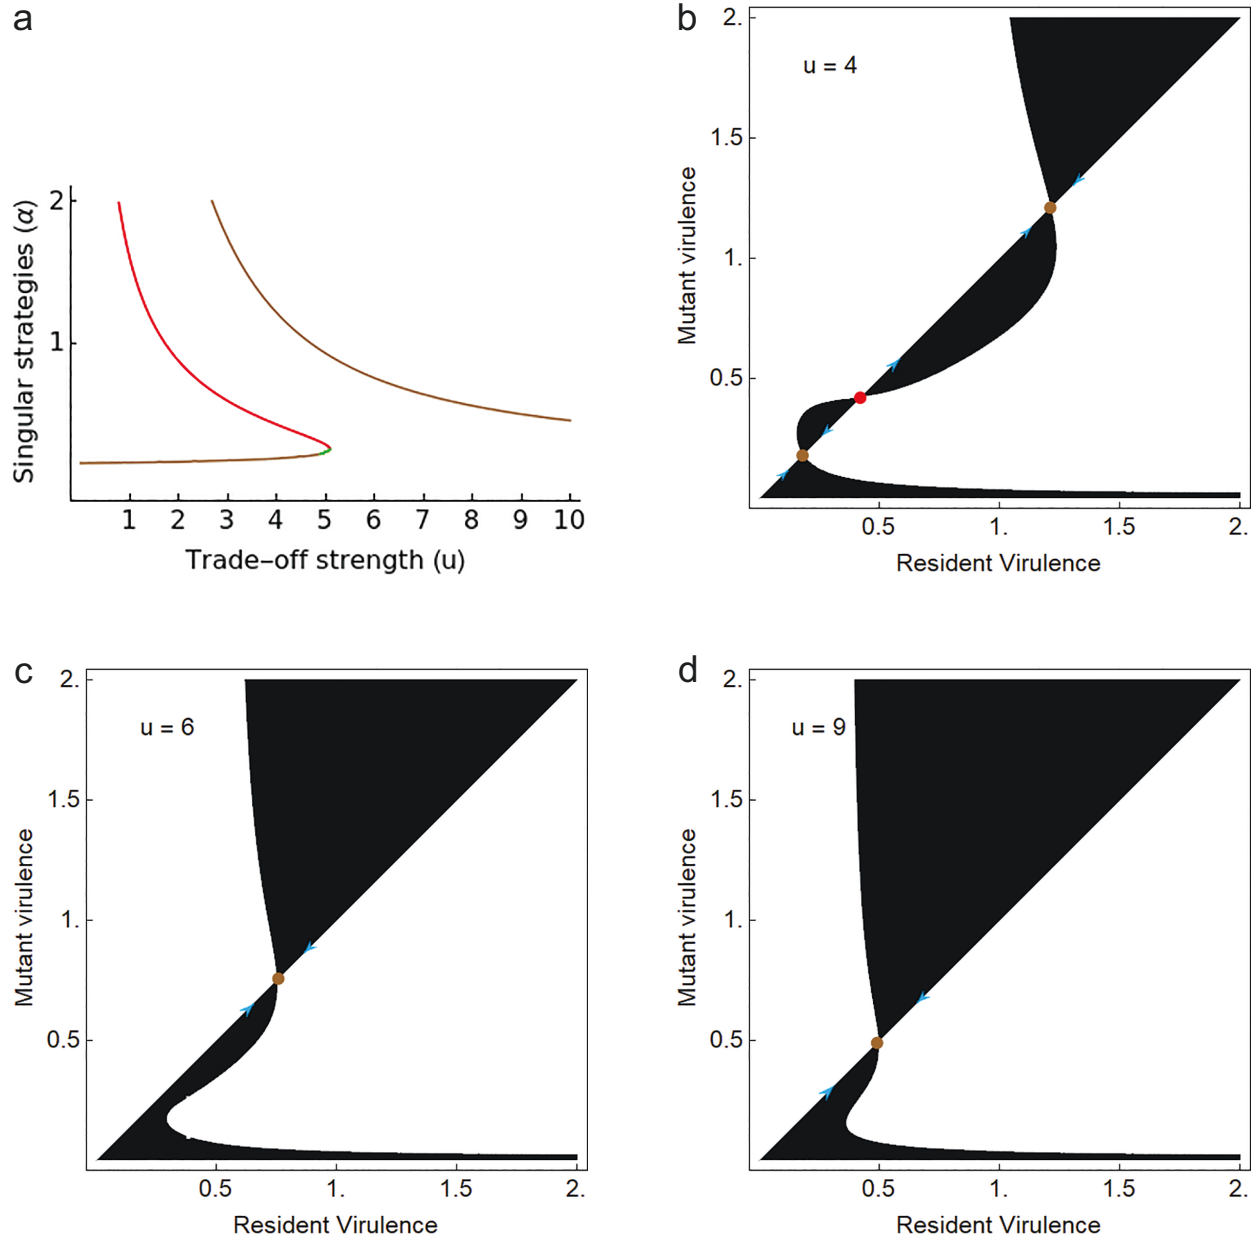 a
2
1
Singular strategies (α)
1 2 3 4 5 6 7 8 9 10
Trade–off strength (u)
b
u = 4
2.
1.5
1.
0.5
Mutant virulence
0.5 1. 1.5 2.
Resident Virulence
c
u = 6
2.
1.5
1.
0.5
Mutant virulence
0.5 1. 1.5 2.
Resident Virulence
d
u = 9
2.
1.5
1.
0.5
Mutant virulence
0.5 1. 1.5 2.
Resident Virulence